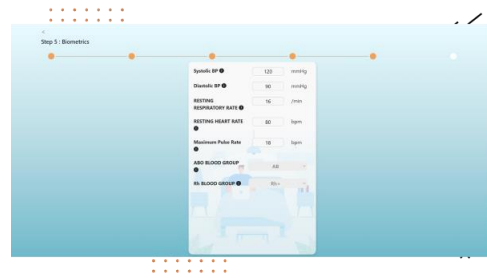 <
Step 5 : Biometrics
Systolic BP 120 mmHg
Diastolic BP 90 mmHg
RESTING
RESPIRATORY RATE 16 /min
RESTING HEART RATE 80 bpm
Maximum Pulse Rate 18 bpm
ABO BLOOD GROUP AB
Rh BLOOD GROUP